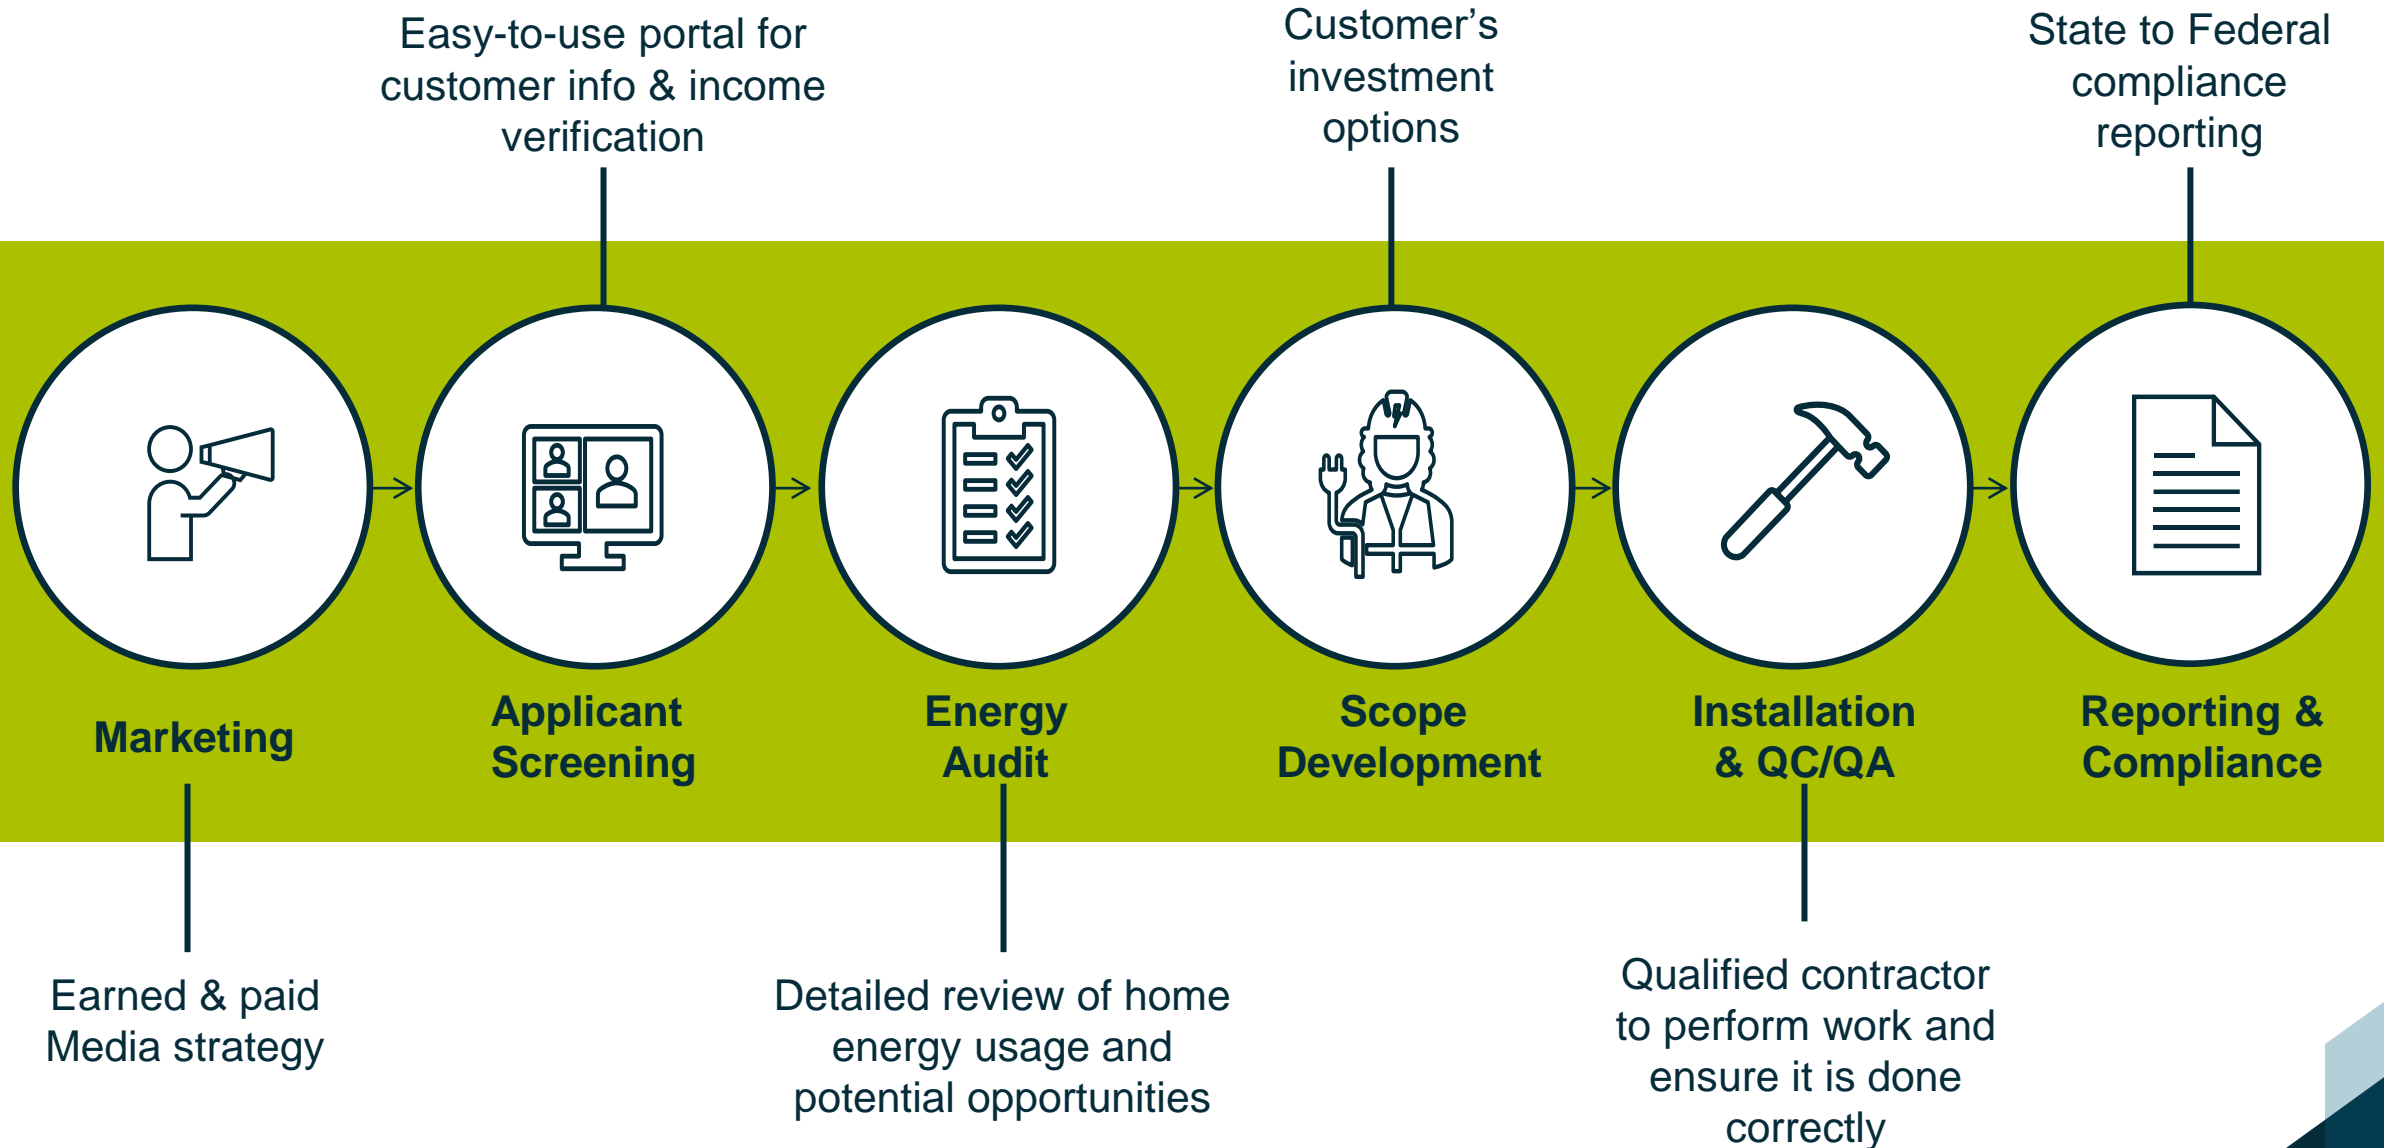 Easy-to-use portal for
customer info & income
verification
Customer’s
investment
options
State to Federal
compliance
reporting
Marketing
Applicant
Screening
Energy
Audit
Scope
Development
Installation
& QC/QA
Reporting &
Compliance
Earned & paid
Media strategy
Detailed review of home
energy usage and
potential opportunities
Qualified contractor
to perform work and
ensure it is done
correctly